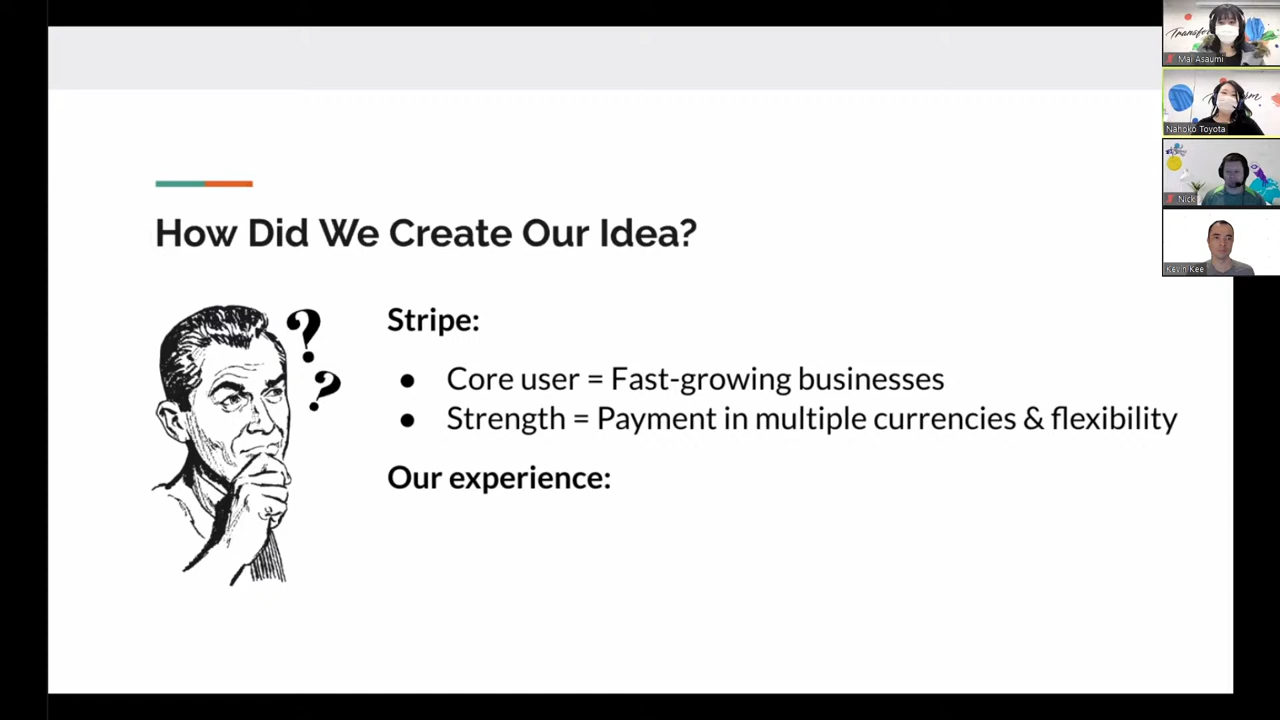 How Did We Create Our Idea?
? 
?
Stripe:
● Core user = Fast-growing businesses
● Strength = Payment in multiple currencies & flexibility
Our experience:
Mai Asaumi
Nahoko Toyota
Nick
Kevin Kee